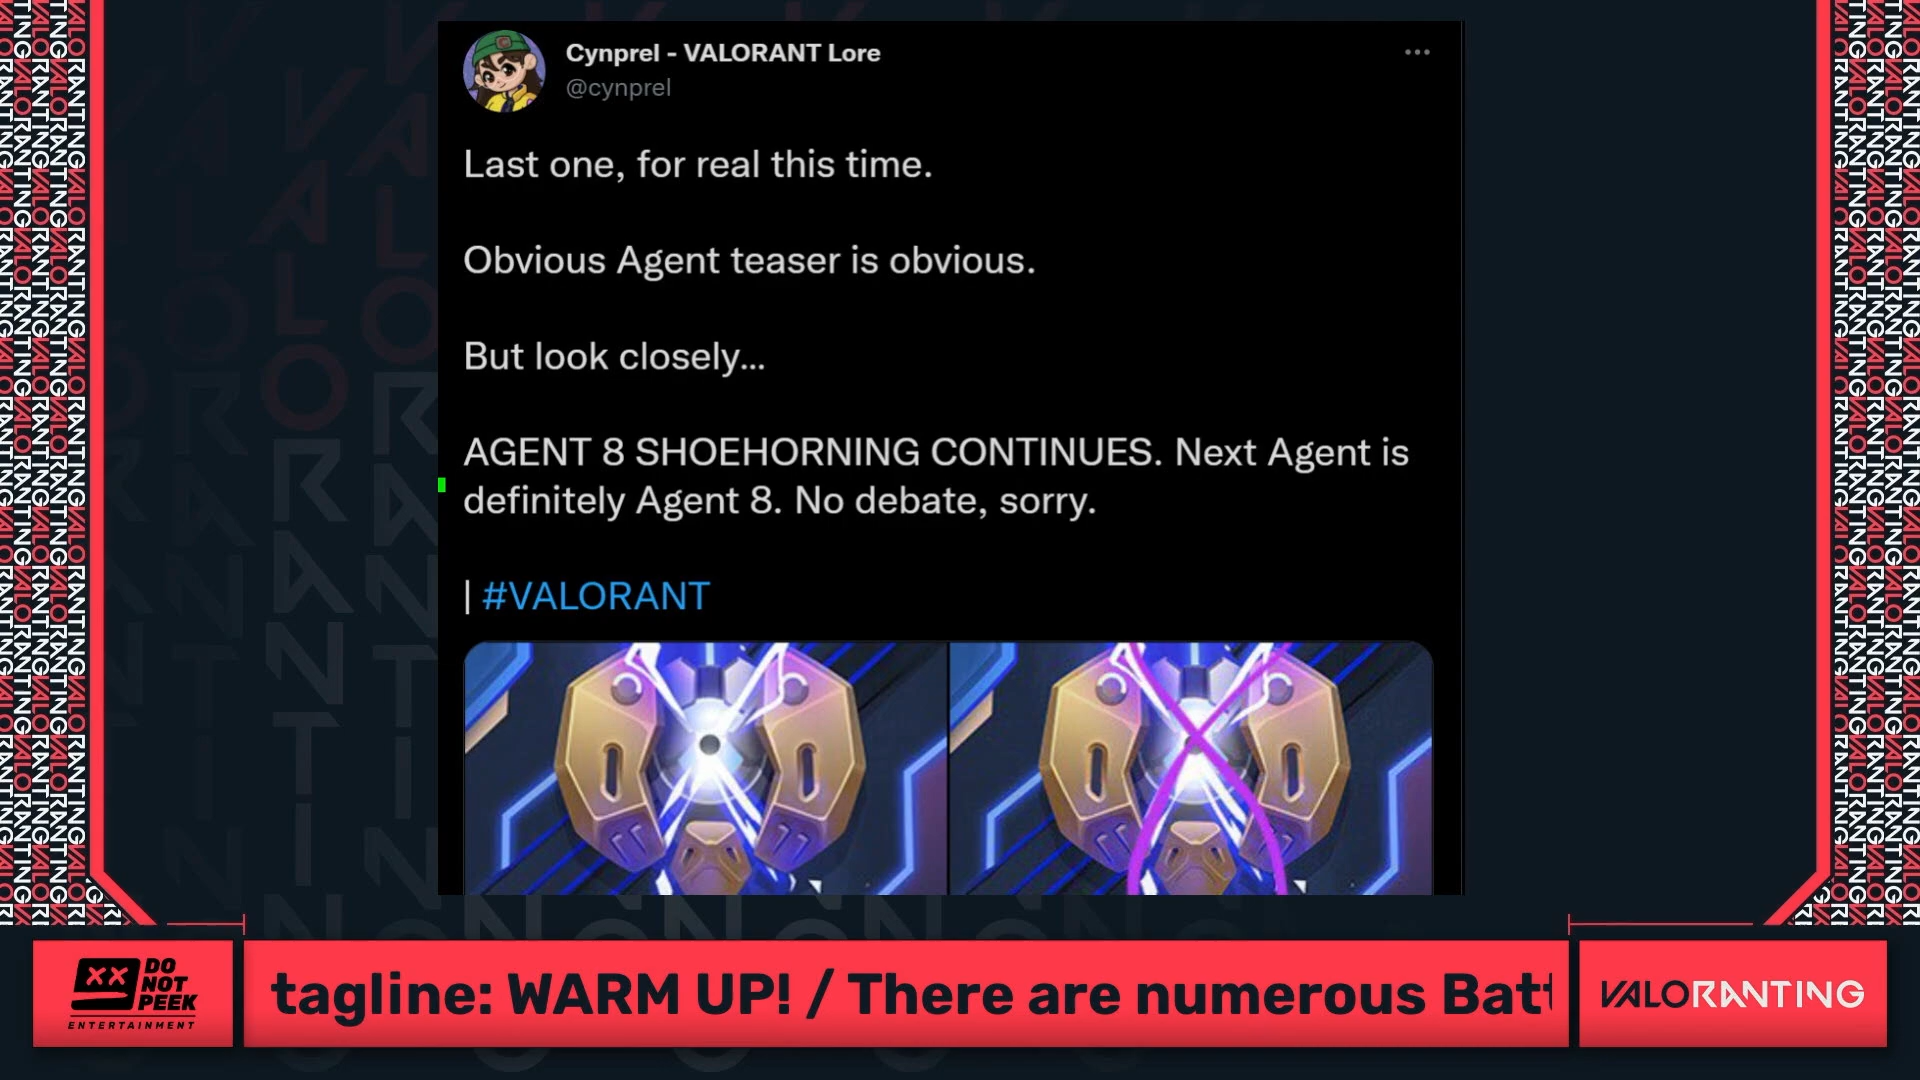 Cynprel - VALORANT Lore
@cynprel
Last one, for real this time.
Obvious Agent teaser is obvious.
But look closely...
AGENT 8 SHOEHORNING CONTINUES. Next Agent is
definitely Agent 8. No debate, sorry.
| #VALORANT
DO
NOT
PEEK
ENTERTAINMENT
tagline: WARM UP! / There are numerous Batt
VALORANTING